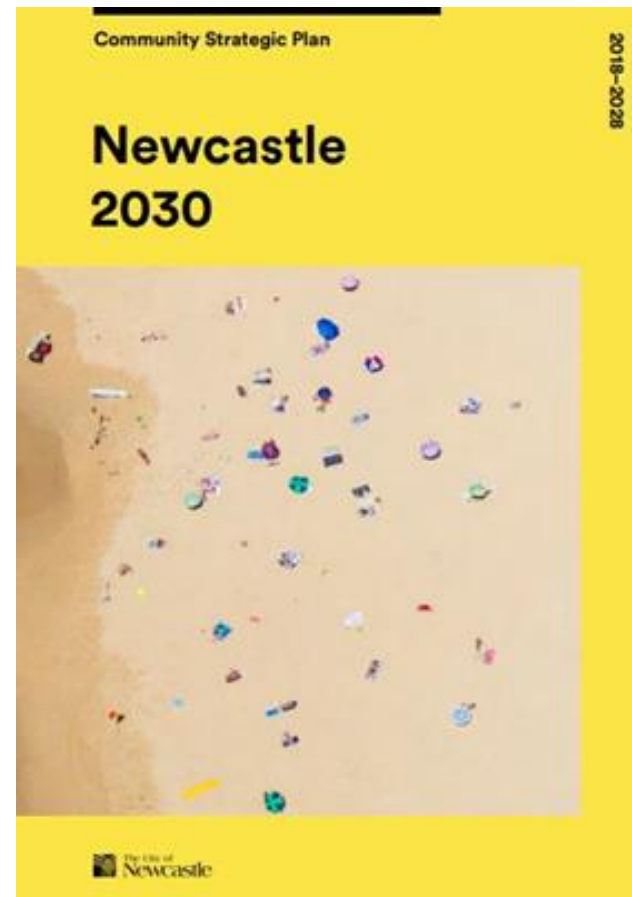 Community Strategic Plan
2018–2028
Newcastle
2030
The City of
Newcastle